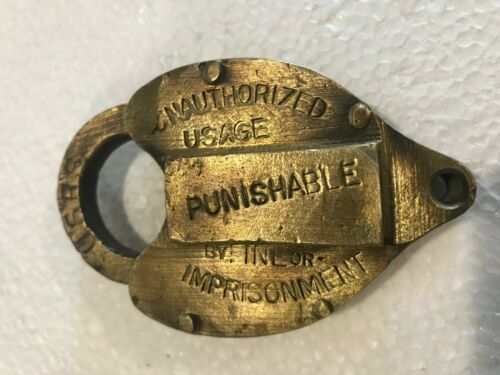 UNAUTHORIZED
USAGE
PUNISHABLE
BY FINE OR
IMPRISONMENT